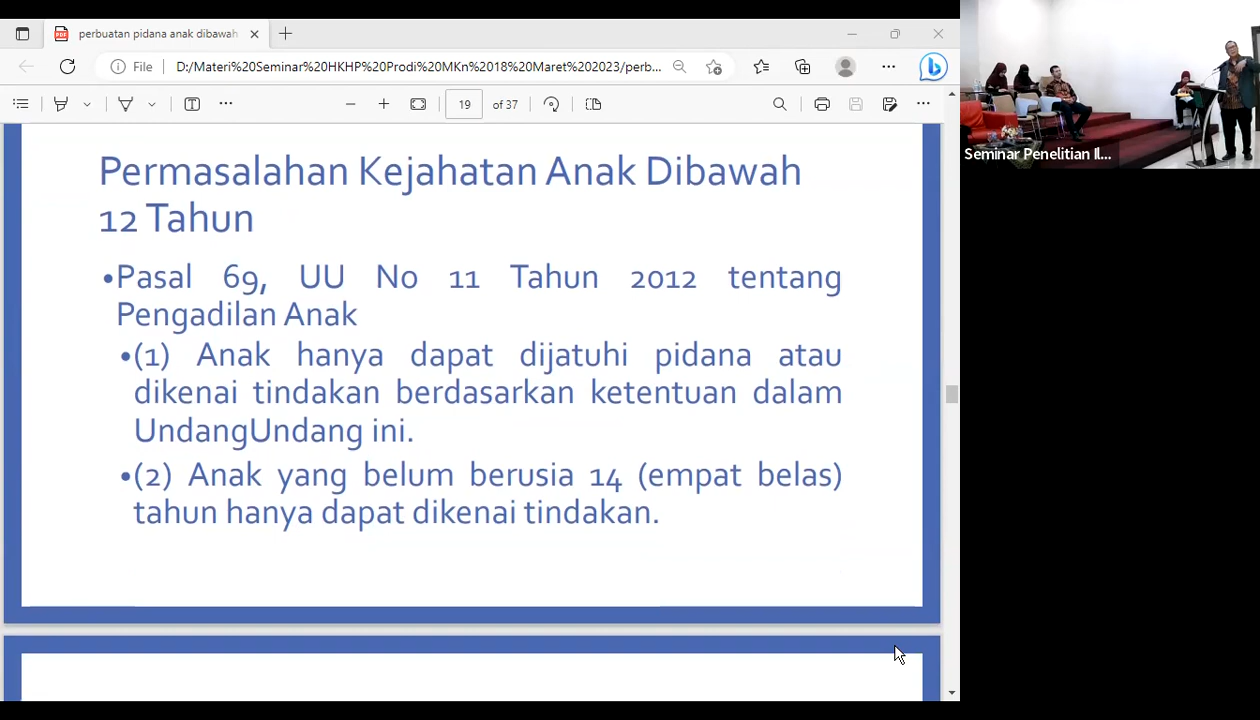 perbuatan pidana anak dibawah
File
D:/Materi%20Seminar%20HKHP%20Prodi%20MKn%2018%20Maret%202023/perb...
19 of 37
Permasalahan Kejahatan Anak Dibawah
12 Tahun
•Pasal 69, UU No 11 Tahun 2012 tentang
Pengadilan Anak
•(1) Anak hanya dapat dijatuhi pidana atau
dikenai tindakan berdasarkan ketentuan dalam
UndangUndang ini.
•(2) Anak yang belum berusia 14 (empat belas)
tahun hanya dapat dikenai tindakan.
Seminar Penelitian Il...